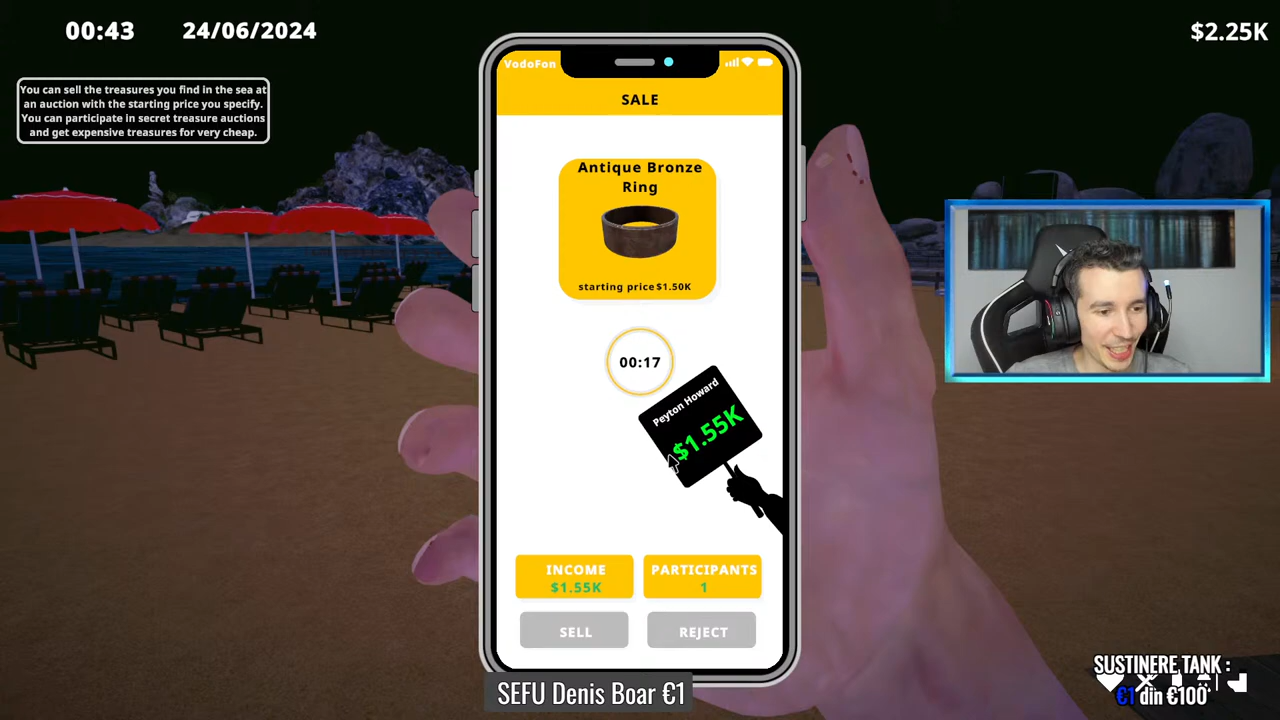 00:43
24/06/2024
$2.25K
You can sell the treasures you find in the sea at
an auction with the starting price you specify.
You can participate in secret treasure auctions
and get expensive treasures for very cheap.
VodoFon
SALE
Antique Bronze
Ring
starting price $1.50K
00:17
Peyton Howard
$1.55K
INCOME
$1.55K
PARTICIPANTS
1
SELL
REJECT
SEFU Denis Boar €1
SUSTINERE TANK :
€1 din €100